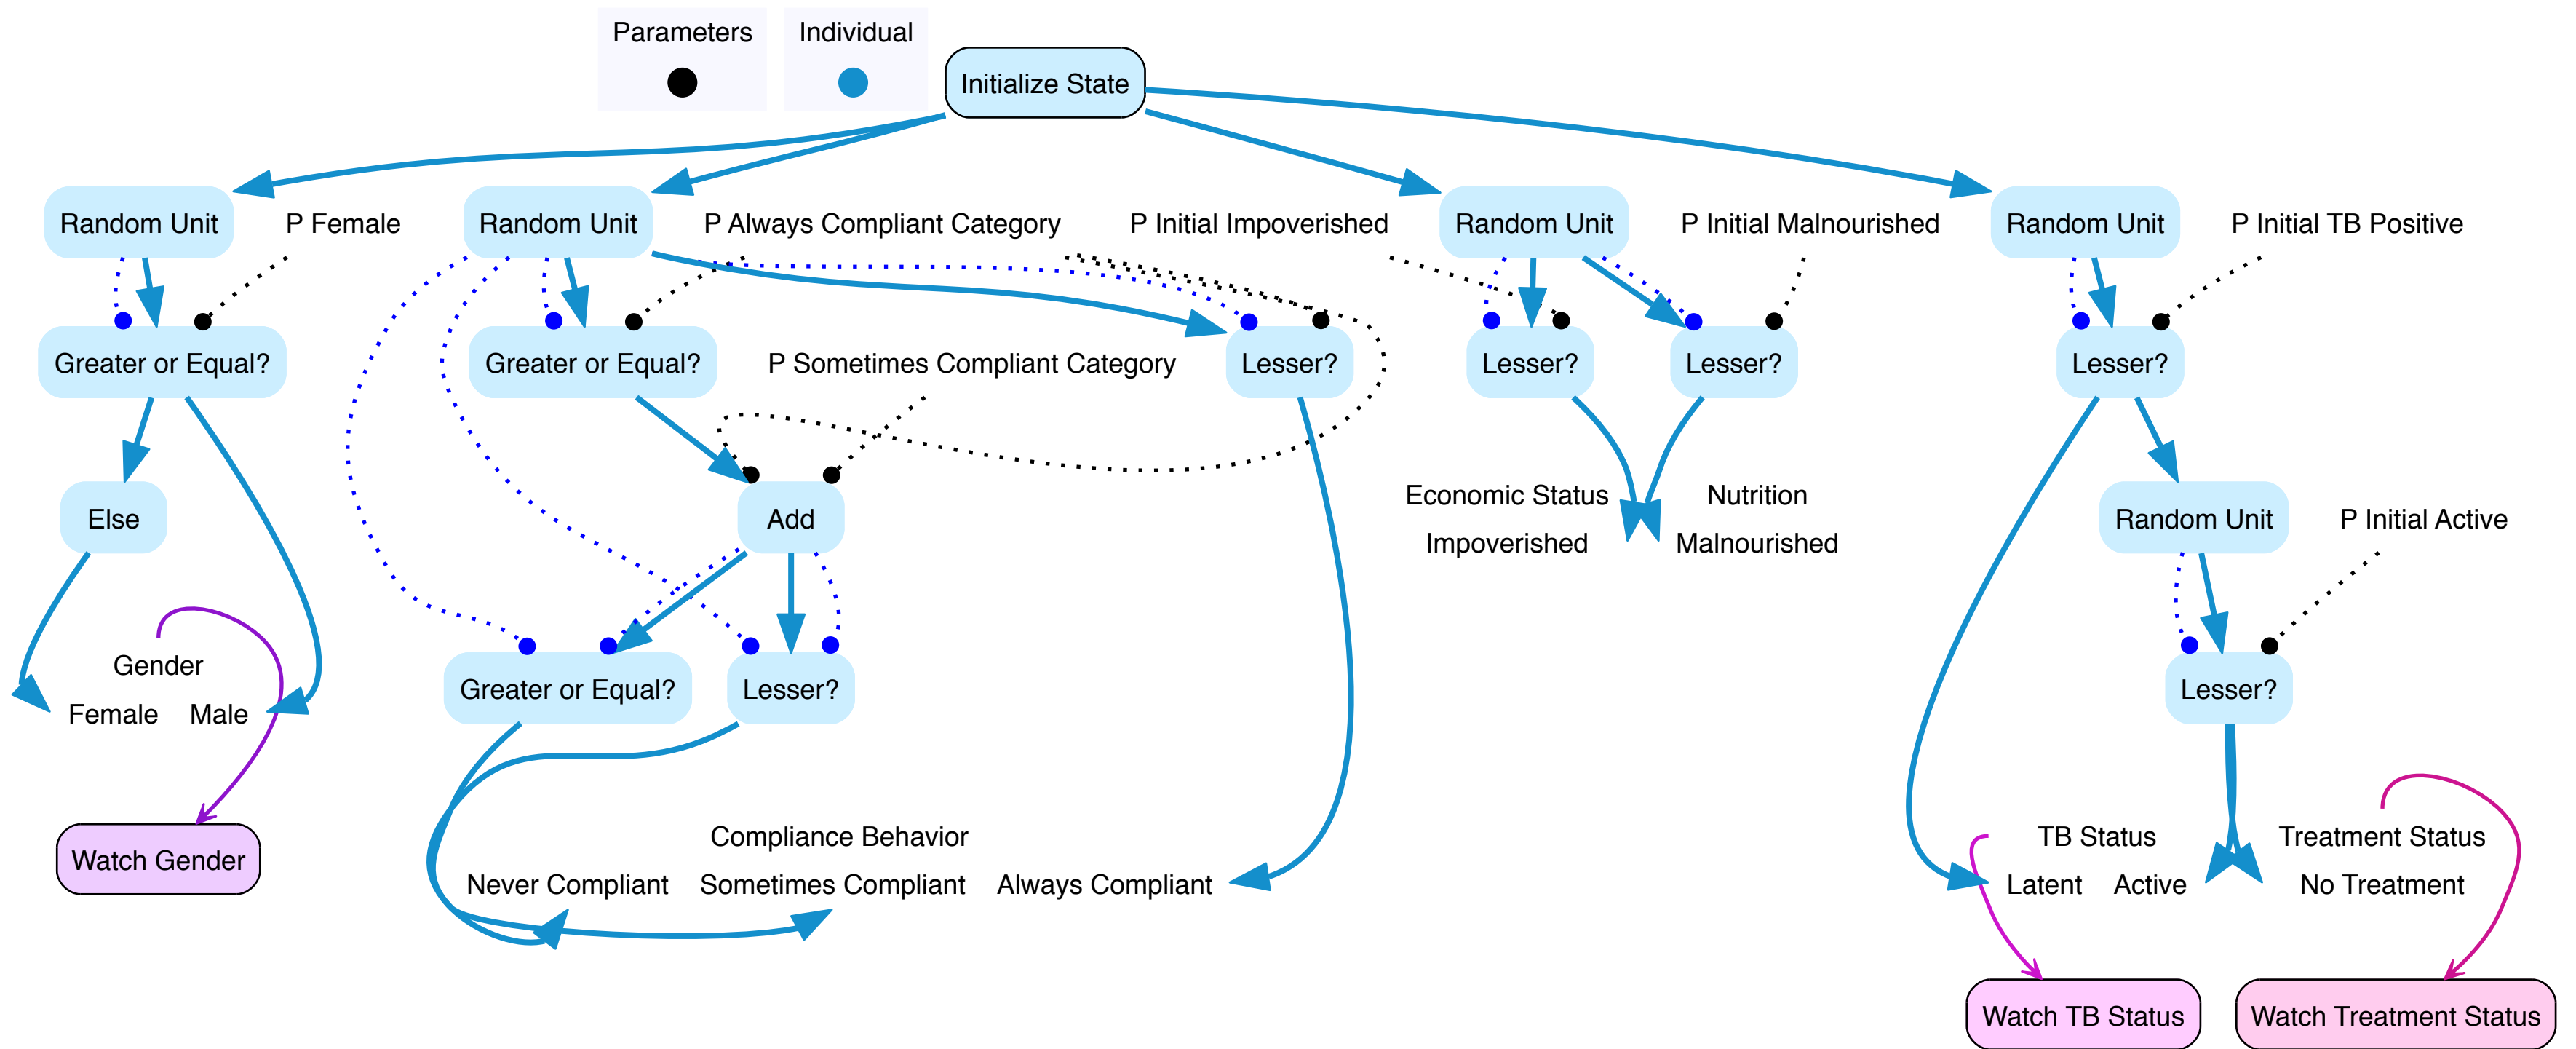 Parameters
Individual
Initialize State
Random Unit
P Female
Random Unit
P Always Compliant Category
P Initial Impoverished
Random Unit
P Initial Malnourished
Random Unit
P Initial TB Positive
Greater or Equal?
Greater or Equal?
P Sometimes Compliant Category
Lesser?
Lesser?
Lesser?
Lesser?
Else
Add
Economic Status
Impoverished
Nutrition
Malnourished
Random Unit
P Initial Active
Gender
Female Male
Greater or Equal?
Lesser?
Lesser?
Watch Gender
Compliance Behavior
Never Compliant Sometimes Compliant Always Compliant
TB Status
Latent Active
Treatment Status
No Treatment
Watch TB Status
Watch Treatment Status